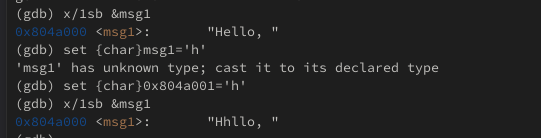 (gdb) x/1sb &msg1
0x804a000 <msg1>:	"Hello, "
(gdb) set {char}msg1='h'
'msg1' has unknown type; cast it to its declared type
(gdb) set {char}0x804a001='h'
(gdb) x/1sb &msg1
0x804a000 <msg1>:	"Hhllo, "